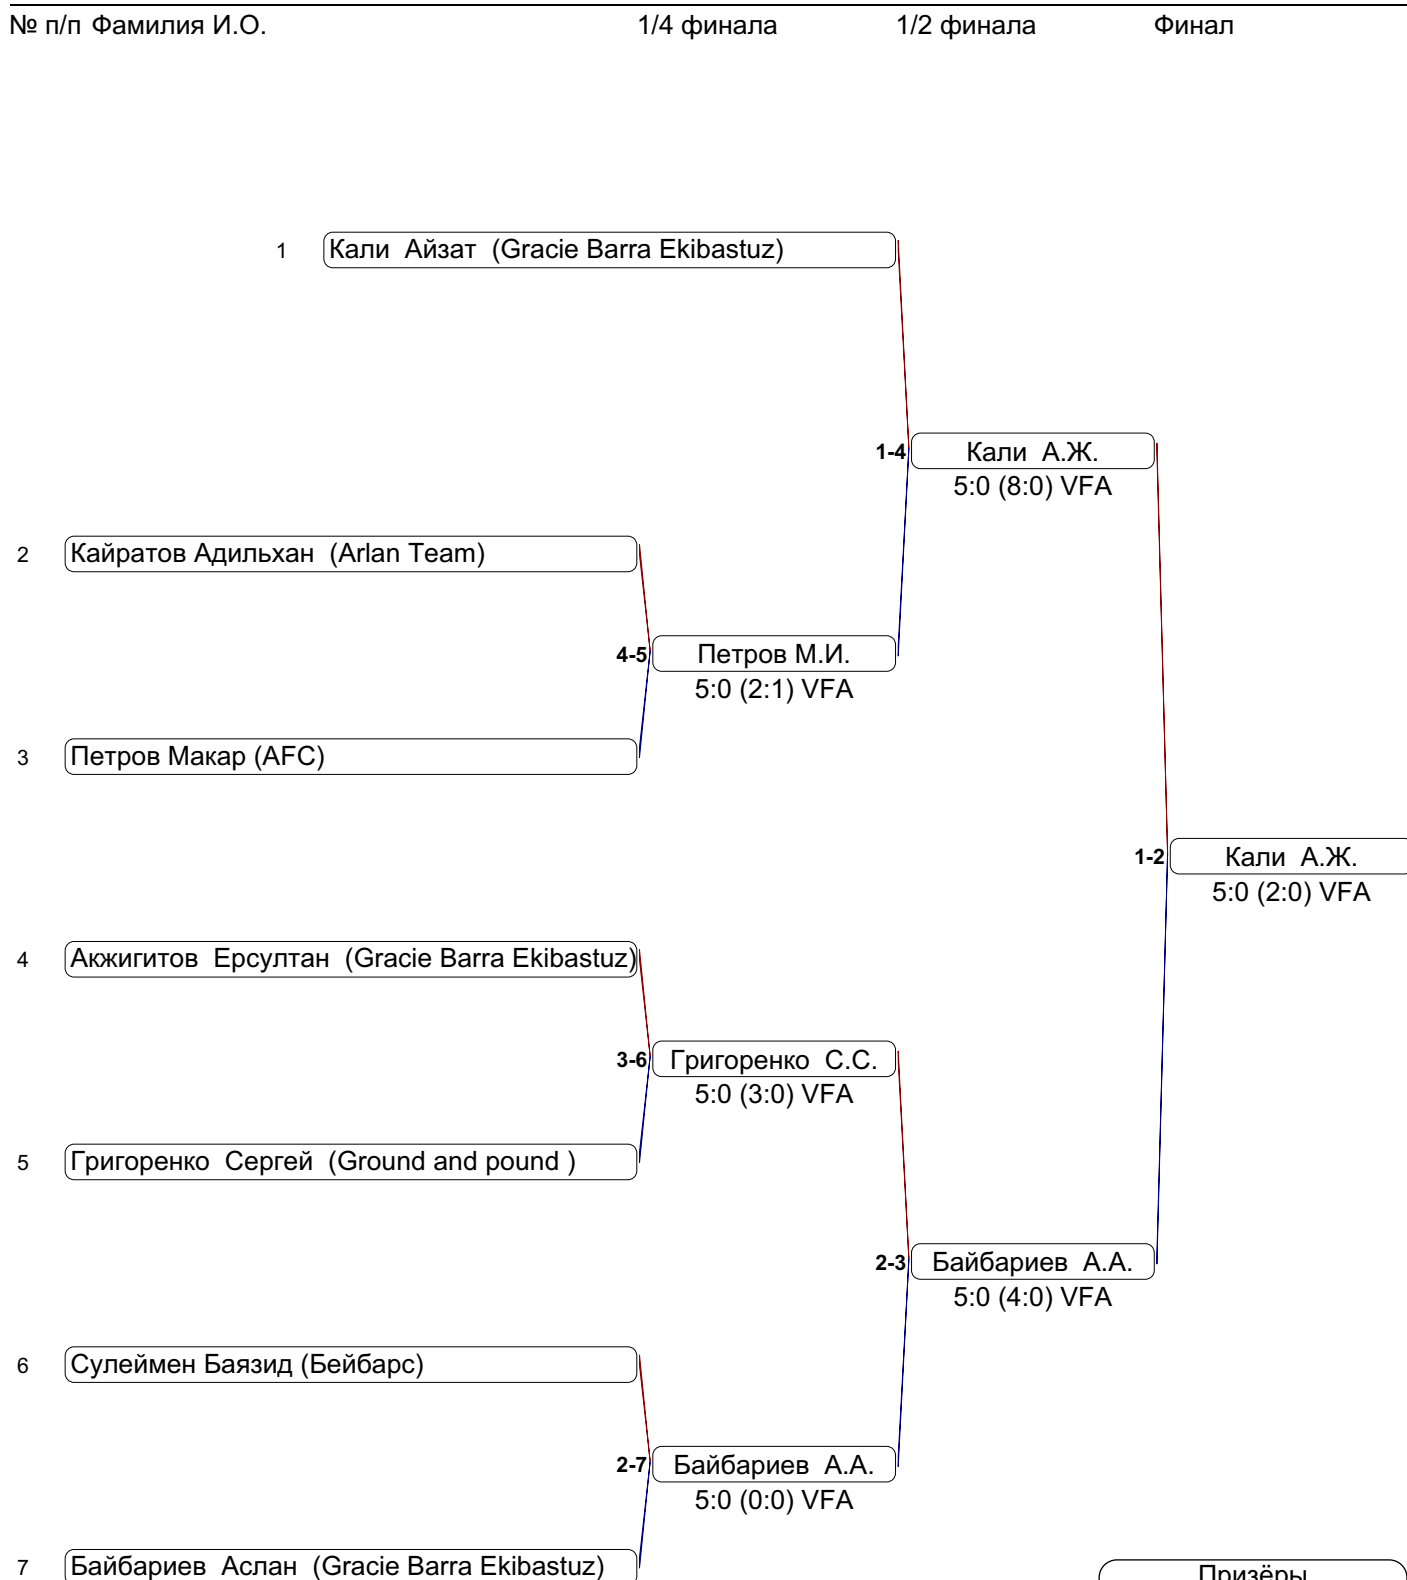 № п/п Фамилия И.О. 1/4 финала 1/2 финала Финал
1 Кали Айзат (Gracie Barra Ekibastuz)
1-4 Кали А.Ж.
5:0 (8:0) VFA
2 Кайратов Адильхан (Arlan Team)
4-5 Петров М.И.
5:0 (2:1) VFA
3 Петров Макар (AFC)
1-2 Кали А.Ж.
5:0 (2:0) VFA
4 Акжигитов Ерсултан (Gracie Barra Ekibastuz)
3-6 Григоренко С.С.
5:0 (3:0) VFA
5 Григоренко Сергей (Ground and pound )
2-3 Байбариев А.А.
5:0 (4:0) VFA
6 Сулеймен Баязид (Бейбарс)
2-7 Байбариев А.А.
5:0 (0:0) VFA
7 Байбариев Аслан (Gracie Barra Ekibastuz)
Призёры